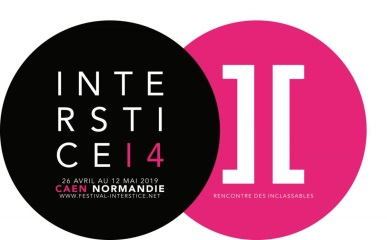 INTE
RSTI
CE14
26 AVRIL AU 12 MAI 2019
CAEN NORMANDIE
WWW.FESTIVAL-INTERSTICE.NET
][
RENCONTRE DES INCLASSABLES